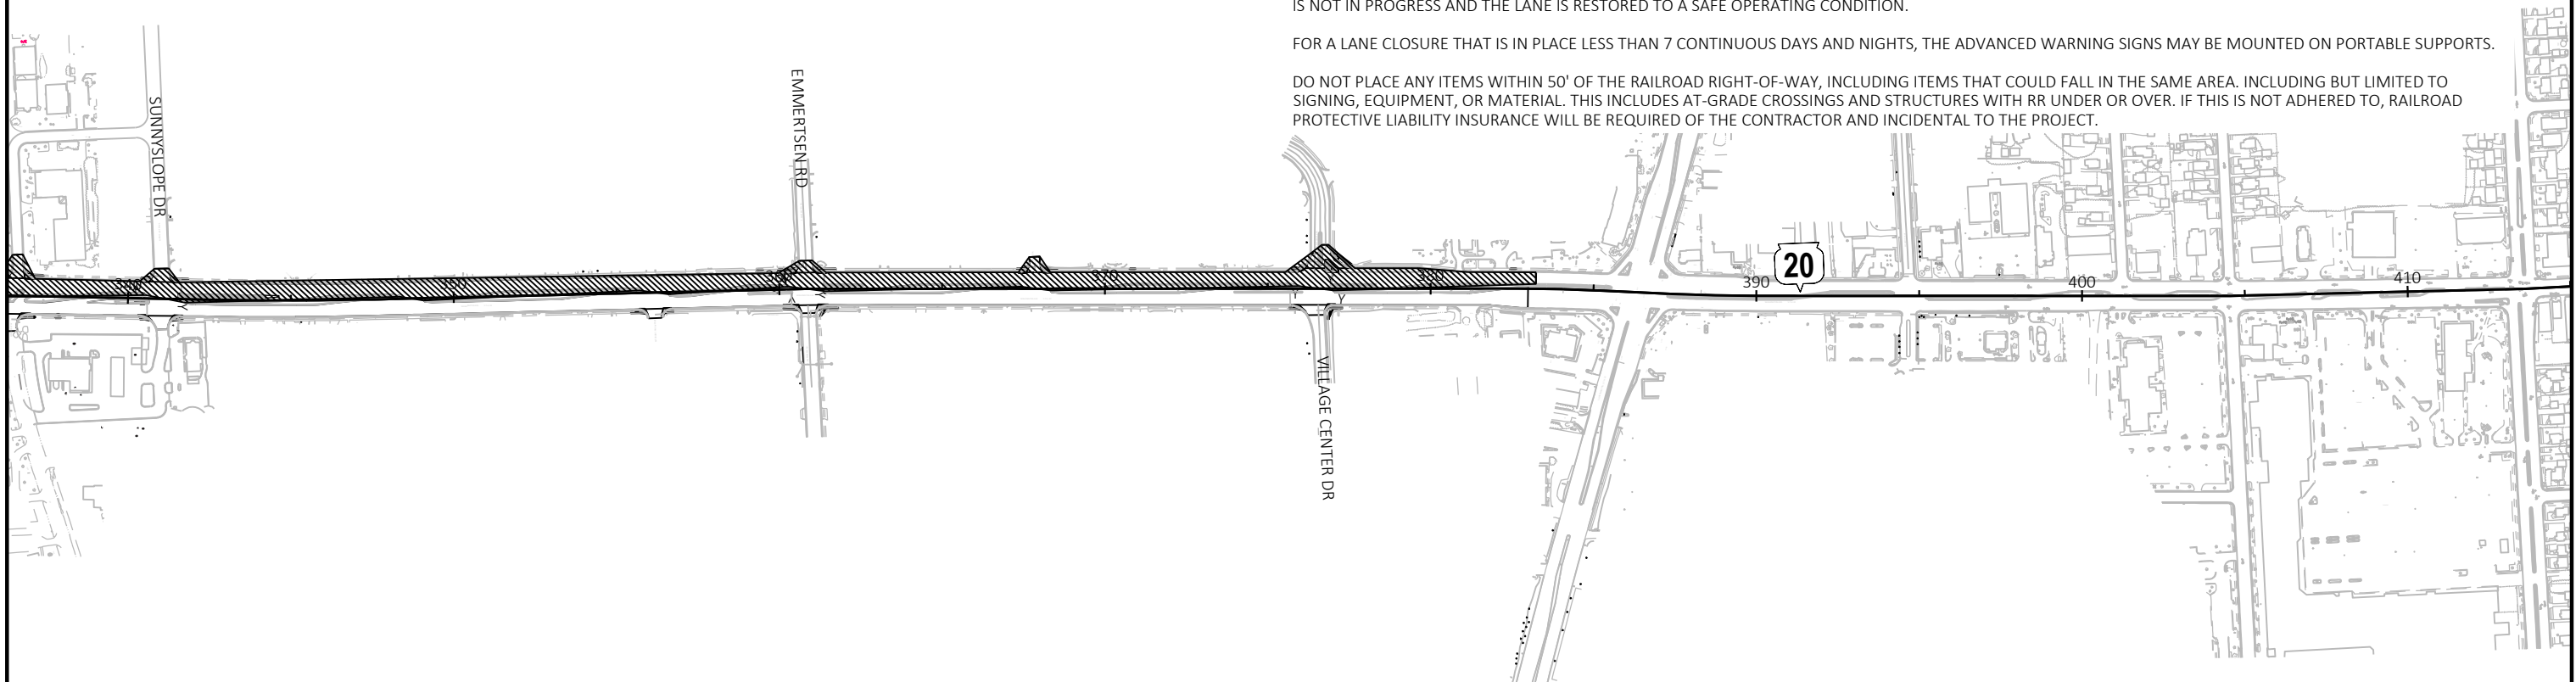 IS NOT IN PROGRESS AND THE LANE IS RESTORED TO A SAFE OPERATING CONDITION.
FOR A LANE CLOSURE THAT IS IN PLACE LESS THAN 7 CONTINUOUS DAYS AND NIGHTS, THE ADVANCED WARNING SIGNS MAY BE MOUNTED ON PORTABLE SUPPORTS.
DO NOT PLACE ANY ITEMS WITHIN 50' OF THE RAILROAD RIGHT-OF-WAY, INCLUDING ITEMS THAT COULD FALL IN THE SAME AREA. INCLUDING BUT LIMITED TO
SIGNING, EQUIPMENT, OR MATERIAL. THIS INCLUDES AT-GRADE CROSSINGS AND STRUCTURES WITH RR UNDER OR OVER. IF THIS IS NOT ADHERED TO, RAILROAD
PROTECTIVE LIABILITY INSURANCE WILL BE REQUIRED OF THE CONTRACTOR AND INCIDENTAL TO THE PROJECT.
SUNNYSLOPE DR
EMMERTSEN RD
VILLAGE CENTER DR
340
350
360
370
380
390
20
400
410